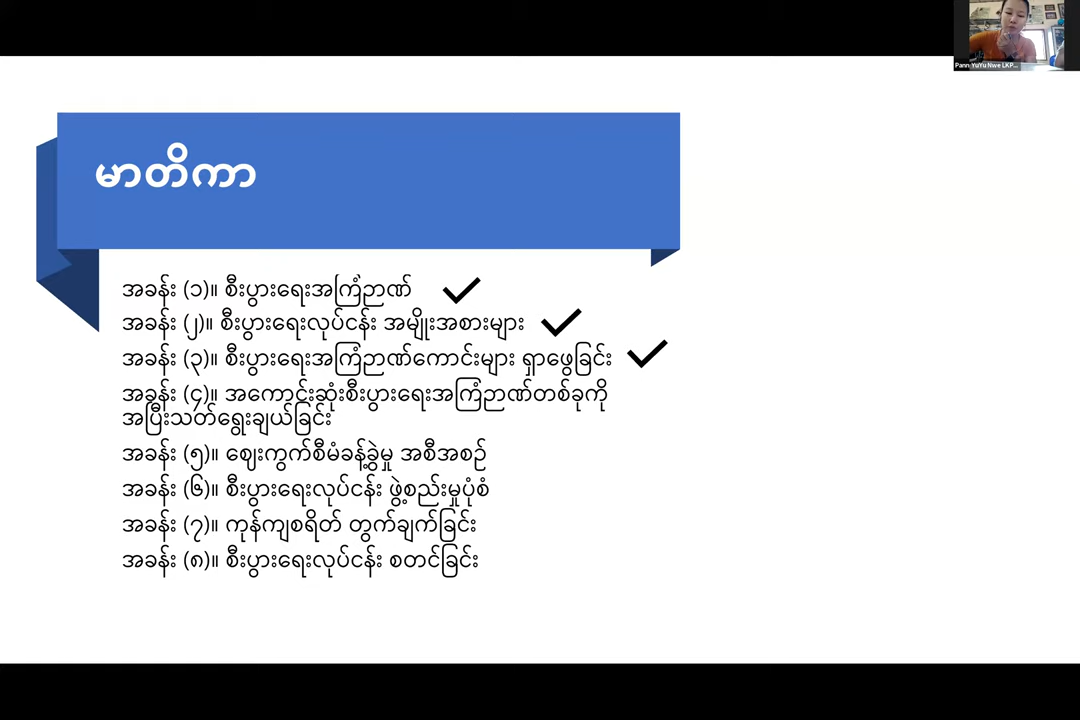 Pann YuYu Nwe LKP...
မာတိကာ
အခန်း (၁)။ စီးပွားရေးအကြံဉာဏ်
အခန်း (၂)။ စီးပွားရေးလုပ်ငန်း အမျိုးအစားများ
အခန်း (၃)။ စီးပွားရေးအကြံဉာဏ်ကောင်းများ ရှာဖွေခြင်း
အခန်း (၄)။ အကောင်းဆုံးစီးပွားရေးအကြံဉာဏ်တစ်ခုကို
အပြီးသတ်ရွေးချယ်ခြင်း
အခန်း (၅)။ ဈေးကွက်စီမံခန့်ခွဲမှု အစီအစဉ်
အခန်း (၆)။ စီးပွားရေးလုပ်ငန်း ဖွဲ့စည်းမှုပုံစံ
အခန်း (၇)။ ကုန်ကျစရိတ် တွက်ချက်ခြင်း
အခန်း (၈)။ စီးပွားရေးလုပ်ငန်း စတင်ခြင်း